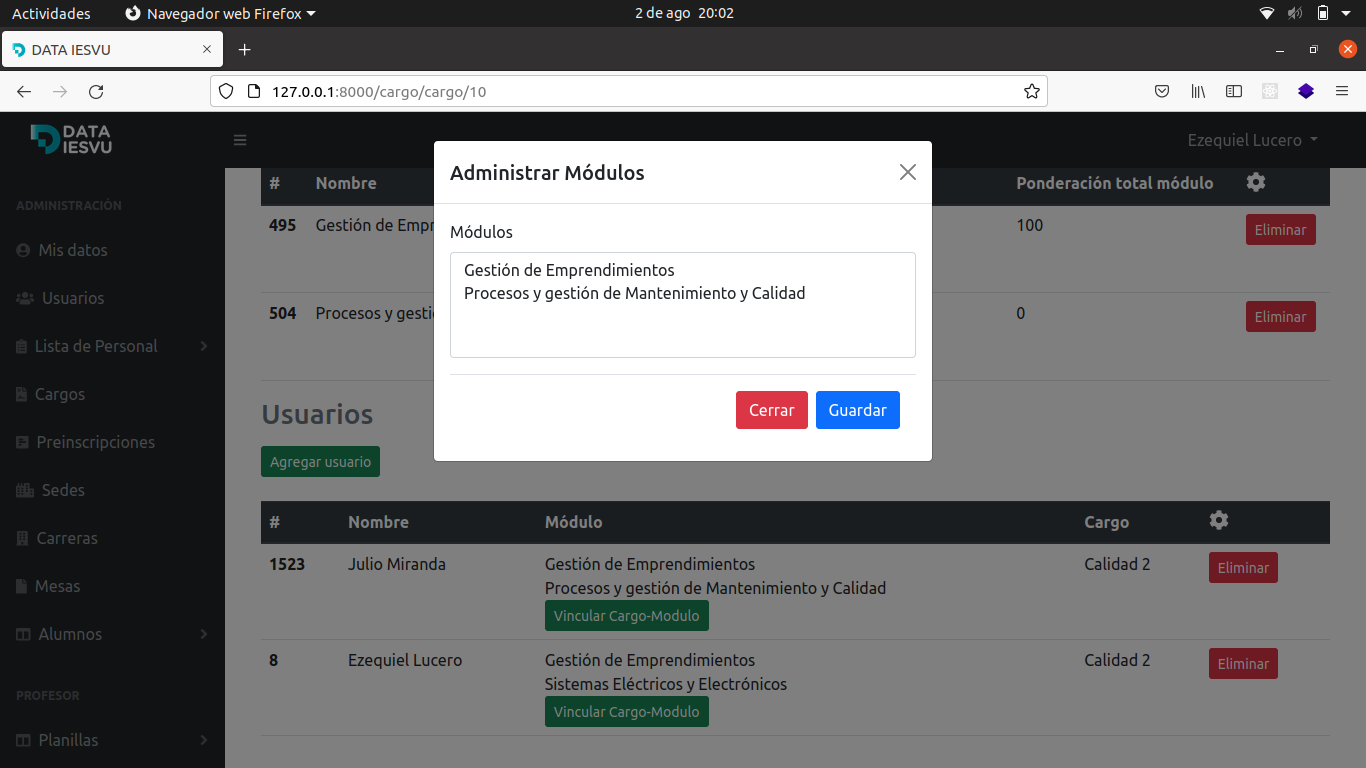 Actividades
Navegador web Firefox
2 de ago 20:02
DATA IESVU
127.0.0.1:8000/cargo/cargo/10
DATA
IESVU
Ezequiel Lucero
ADMINISTRACIÓN
Mis datos
Usuarios
Lista de Personal
Cargos
Preinscripciones
Sedes
Carreras
Mesas
Alumnos
PROFESOR
Planillas
# Nombre Ponderación total módulo
495 Gestión de Empr 100 Eliminar
504 Procesos y gesti 0 Eliminar
Administrar Módulos
Módulos
Gestión de Emprendimientos
Procesos y gestión de Mantenimiento y Calidad
Cerrar Guardar
Usuarios
Agregar usuario
# Nombre Módulo Cargo
1523 Julio Miranda Gestión de Emprendimientos Calidad 2 Eliminar
Procesos y gestión de Mantenimiento y Calidad
Vincular Cargo-Modulo
8 Ezequiel Lucero Gestión de Emprendimientos Calidad 2 Eliminar
Sistemas Eléctricos y Electrónicos
Vincular Cargo-Modulo